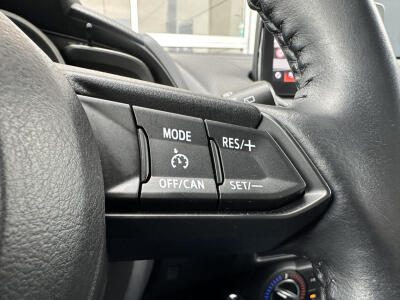 MODE
RES/+
OFF/CAN
SET/−